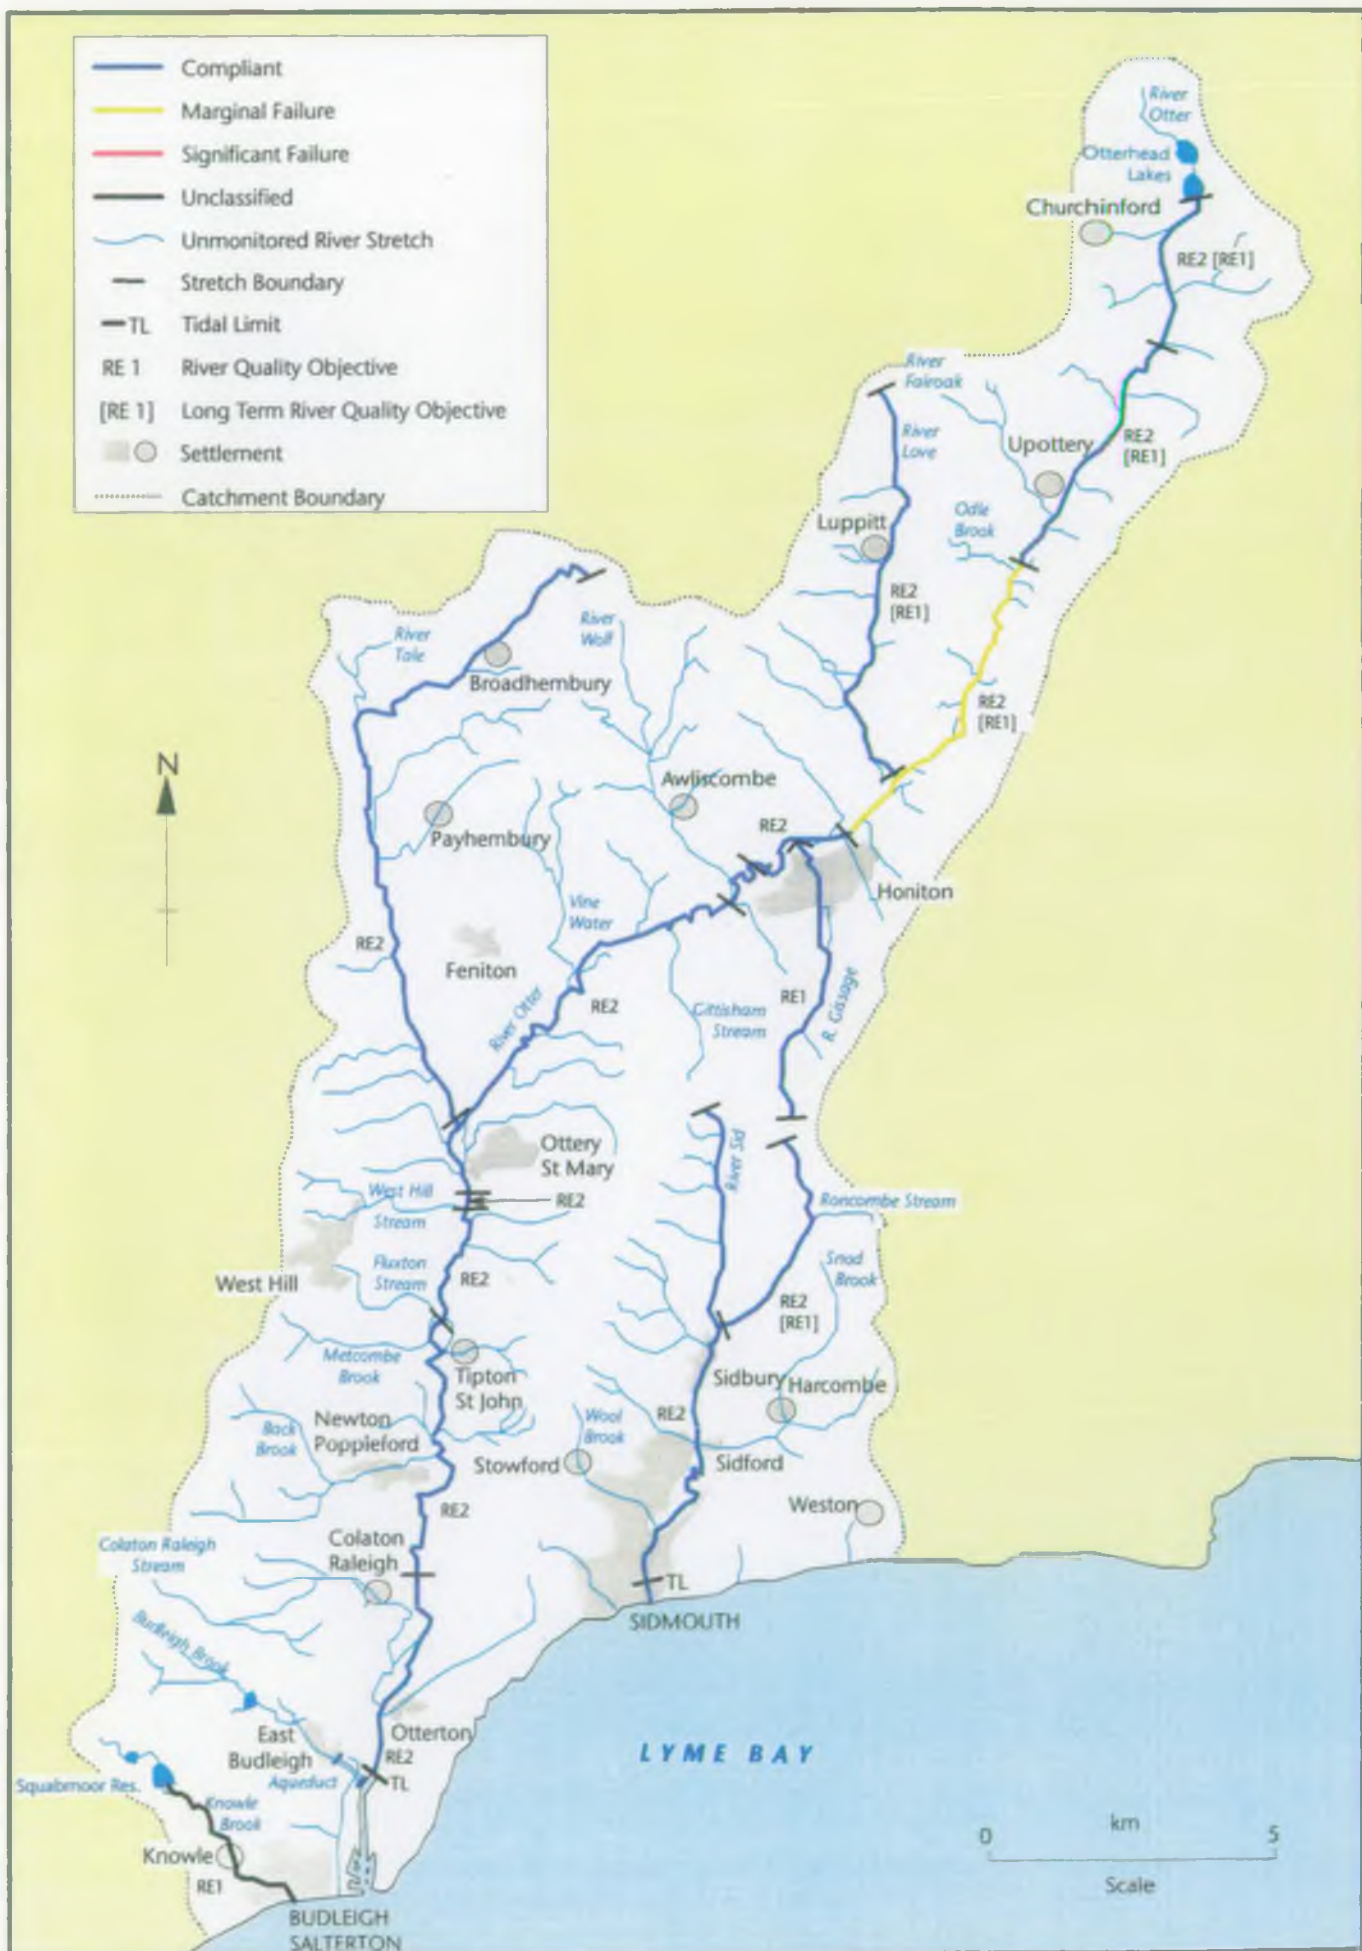 Compliant
Marginal Failure
Significant Failure
Unclassified
Unmonitored River Stretch
Stretch Boundary
TL Tidal Limit
RE 1 River Quality Objective
[RE 1] Long Term River Quality Objective
Settlement
Catchment Boundary
River
Otter
Otterhead
Lakes
Churchinford
RE2 [RE1]
River
Fairoak
River
Love
Upottery
RE2
[RE1]
Odle
Brook
Luppitt
RE2
[RE1]
River
Wolf
River
Tale
Broadhembury
RE2
[RE1]
N
Awliscombe
Payhembury
RE2
Honiton
Vine
Water
RE2
Feniton
RE1
R. Gissage
Gittisham
Stream
RE2
River Otter
Ottery
St Mary
River Sid
West Hill
Stream
RE2
Roncombe Stream
Snod
Brook
Fluxton
Stream
RE2
West Hill
RE2
[RE1]
Metcombe
Brook
Tipton
St John
Sidbury
Harcombe
Newton
Poppleford
Back
Brook
Wool
Brook
RE2
Stowford
Sidford
Weston
RE2
Colaton
Raleigh
Colaton Raleigh
Stream
TL
SIDMOUTH
Budleigh Brook
East
Budleigh
Otterton
RE2
TL
Aqueduct
LYME BAY
Squabmoor Res.
Knowle
Brook
Knowle
RE1
km
0 5
Scale
BUDLEIGH
SALTERTON